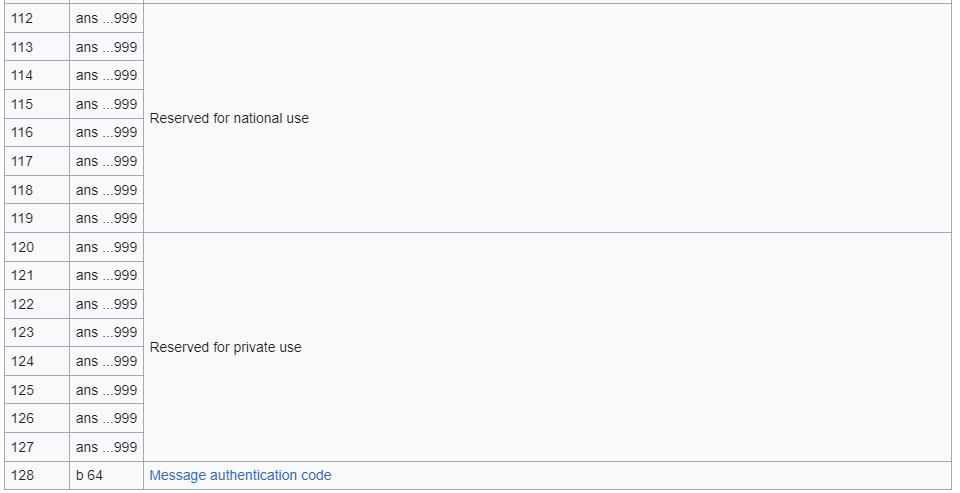 112 ans ...999
113 ans ...999
114 ans ...999
115 ans ...999
Reserved for national use
116 ans ...999
117 ans ...999
118 ans ...999
119 ans ...999
120 ans ...999
121 ans ...999
122 ans ...999
123 ans ...999
Reserved for private use
124 ans ...999
125 ans ...999
126 ans ...999
127 ans ...999
128 b 64 Message authentication code